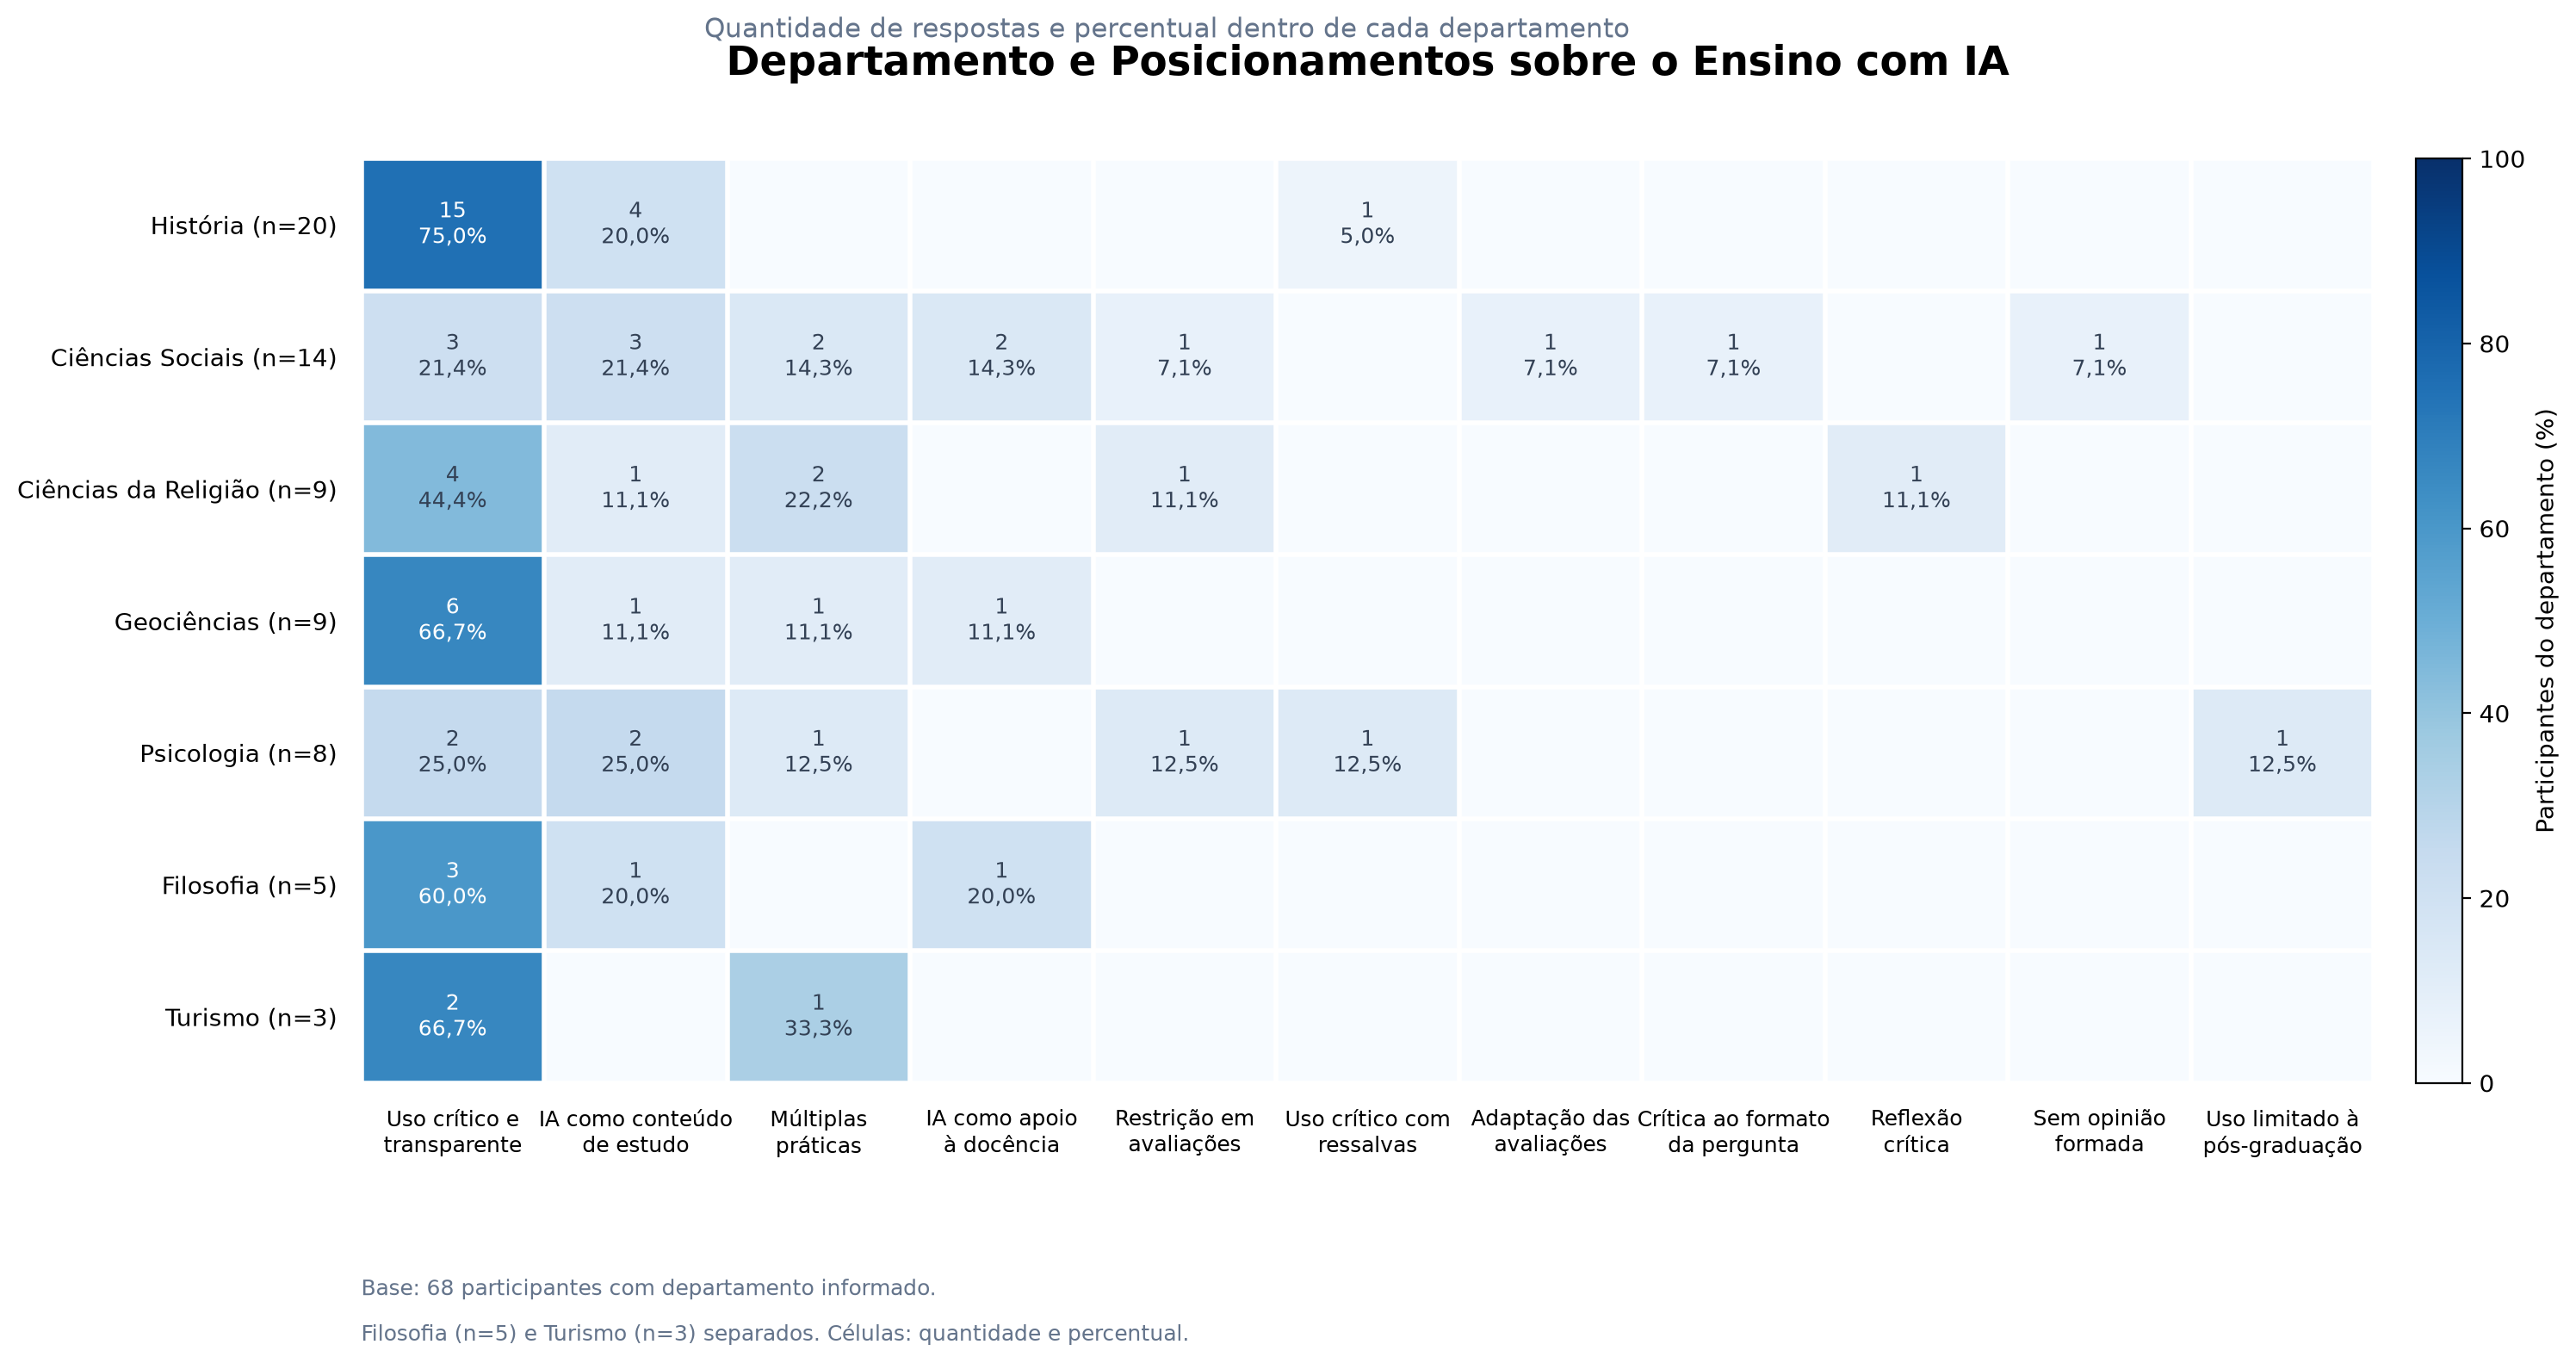 Quantidade de respostas e percentual dentro de cada departamento
Departamento e Posicionamentos sobre o Ensino com IA
História (n=20)
15
75,0%
4
20,0%
1
5,0%
Ciências Sociais (n=14)
3
21,4%
3
21,4%
2
14,3%
2
14,3%
1
7,1%
1
7,1%
1
7,1%
1
7,1%
Ciências da Religião (n=9)
4
44,4%
1
11,1%
2
22,2%
1
11,1%
1
11,1%
Geociências (n=9)
6
66,7%
1
11,1%
1
11,1%
1
11,1%
Psicologia (n=8)
2
25,0%
2
25,0%
1
12,5%
1
12,5%
1
12,5%
1
12,5%
Filosofia (n=5)
3
60,0%
1
20,0%
1
20,0%
Turismo (n=3)
2
66,7%
1
33,3%
Uso crítico e
transparente
IA como conteúdo
de estudo
Múltiplas
práticas
IA como apoio
à docência
Restrição em
avaliações
Uso crítico com
ressalvas
Adaptação das
avaliações
Crítica ao formato
da pergunta
Reflexão
crítica
Sem opinião
formada
Uso limitado à
pós-graduação
100
80
60
40
20
0
Participantes do departamento (%)
Base: 68 participantes com departamento informado.
Filosofia (n=5) e Turismo (n=3) separados. Células: quantidade e percentual.